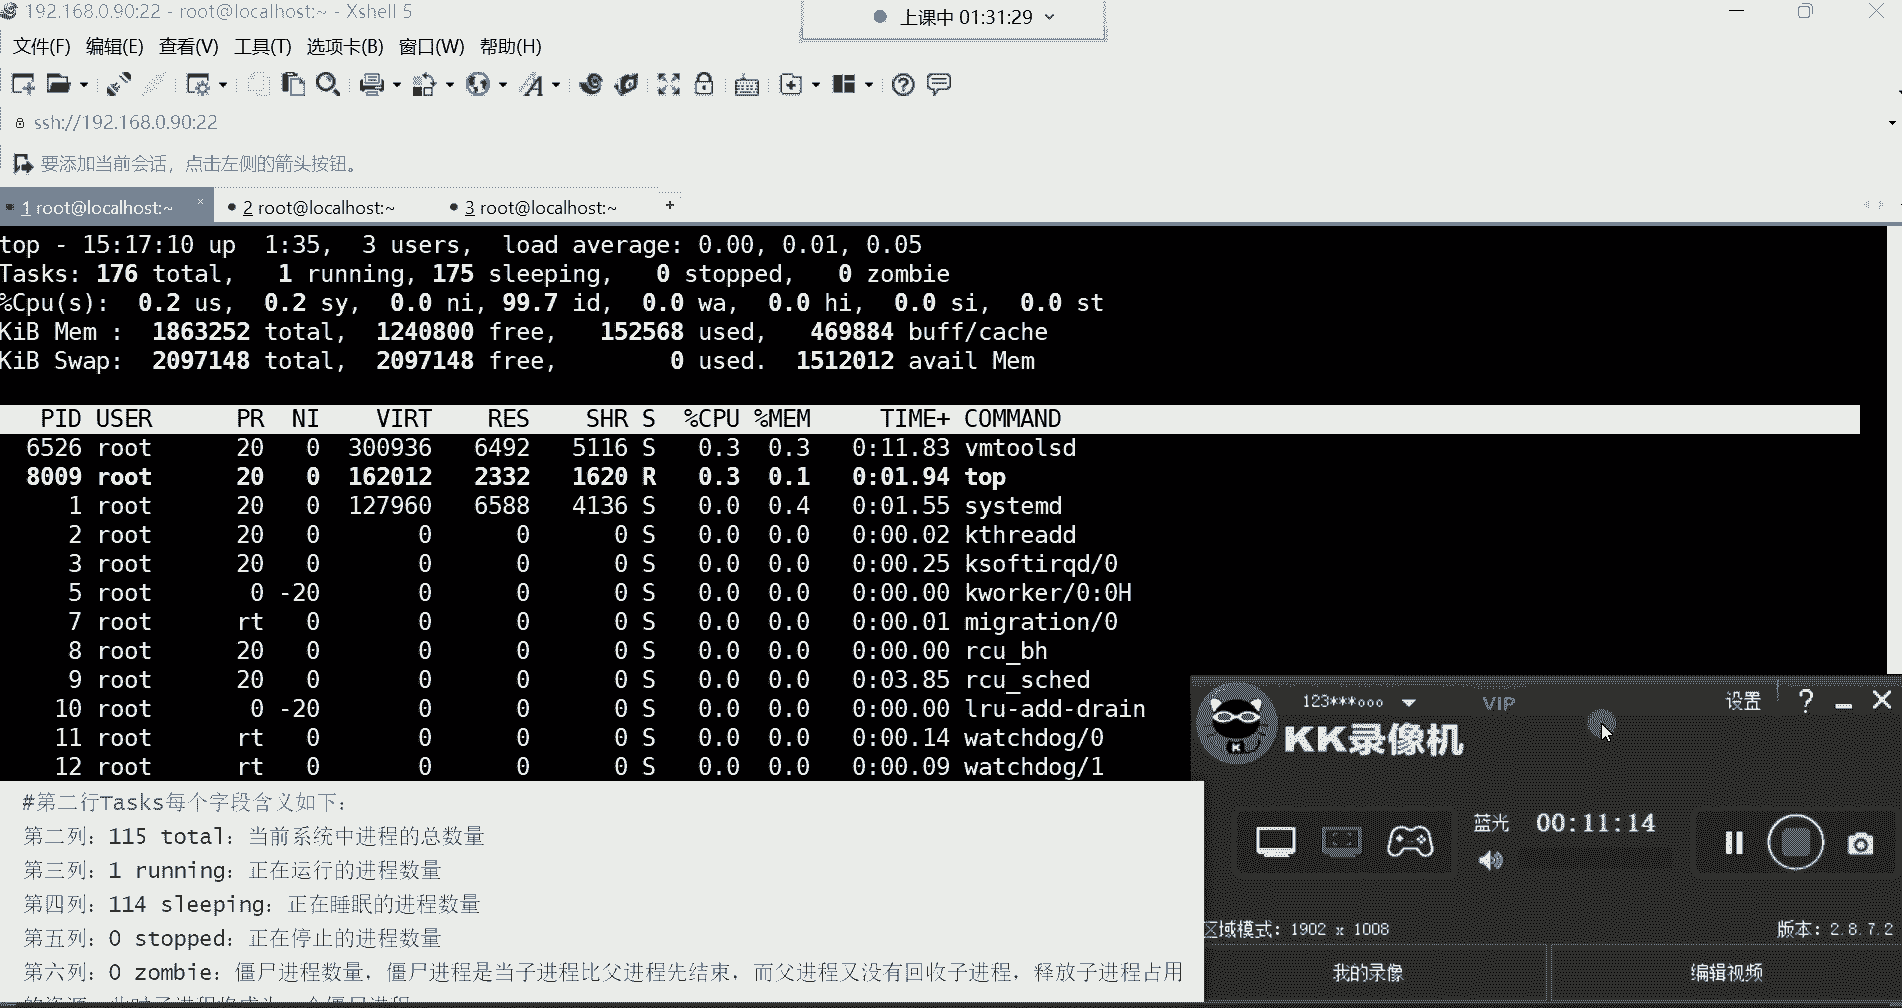 192.168.0.90:22 - root@localhost:~ - Xshell 5
上课中 01:31:29
文件(F) 编辑(E) 查看(V) 工具(T) 选项卡(B) 窗口(W) 帮助(H)
ssh://192.168.0.90:22
要添加当前会话，点击左侧的箭头按钮。
1 root@localhost:~ × 2 root@localhost:~ 3 root@localhost:~ +
top - 15:17:10 up  1:35,  3 users,  load average: 0.00, 0.01, 0.05
Tasks: 176 total,   1 running, 175 sleeping,   0 stopped,   0 zombie
%Cpu(s):  0.2 us,  0.2 sy,  0.0 ni, 99.7 id,  0.0 wa,  0.0 hi,  0.0 si,  0.0 st
KiB Mem :  1863252 total,  1240800 free,   152568 used,   469884 buff/cache
KiB Swap:  2097148 total,  2097148 free,        0 used.  1512012 avail Mem
PID USER      PR  NI    VIRT    RES    SHR S  %CPU %MEM     TIME+ COMMAND
6526 root      20   0  300936   6492   5116 S   0.3  0.3   0:11.83 vmtoolsd
8009 root      20   0  162012   2332   1620 R   0.3  0.1   0:01.94 top
1 root      20   0  127960   6588   4136 S   0.0  0.4   0:01.55 systemd
2 root      20   0       0      0      0 S   0.0  0.0   0:00.02 kthreadd
3 root      20   0       0      0      0 S   0.0  0.0   0:00.25 ksoftirqd/0
5 root       0 -20       0      0      0 S   0.0  0.0   0:00.00 kworker/0:0H
7 root      rt   0       0      0      0 S   0.0  0.0   0:00.01 migration/0
8 root      20   0       0      0      0 S   0.0  0.0   0:00.00 rcu_bh
9 root      20   0       0      0      0 S   0.0  0.0   0:03.85 rcu_sched
10 root       0 -20       0      0      0 S   0.0  0.0   0:00.00 lru-add-drain
11 root      rt   0       0      0      0 S   0.0  0.0   0:00.14 watchdog/0
12 root      rt   0       0      0      0 S   0.0  0.0   0:00.09 watchdog/1
#第二行Tasks每个字段含义如下：
第二列：115 total：当前系统中进程的总数量
第三列：1 running：正在运行的进程数量
第四列：114 sleeping：正在睡眠的进程数量
第五列：0 stopped：正在停止的进程数量
第六列：0 zombie：僵尸进程数量，僵尸进程是当子进程比父进程先结束，而父进程又没有回收子进程，释放子进程占用
123***ooo VIP 设置 ?
KK录像机
蓝光 00:11:14
区域模式：1902 x 1008 版本：2.8.7.2
我的录像 编辑视频